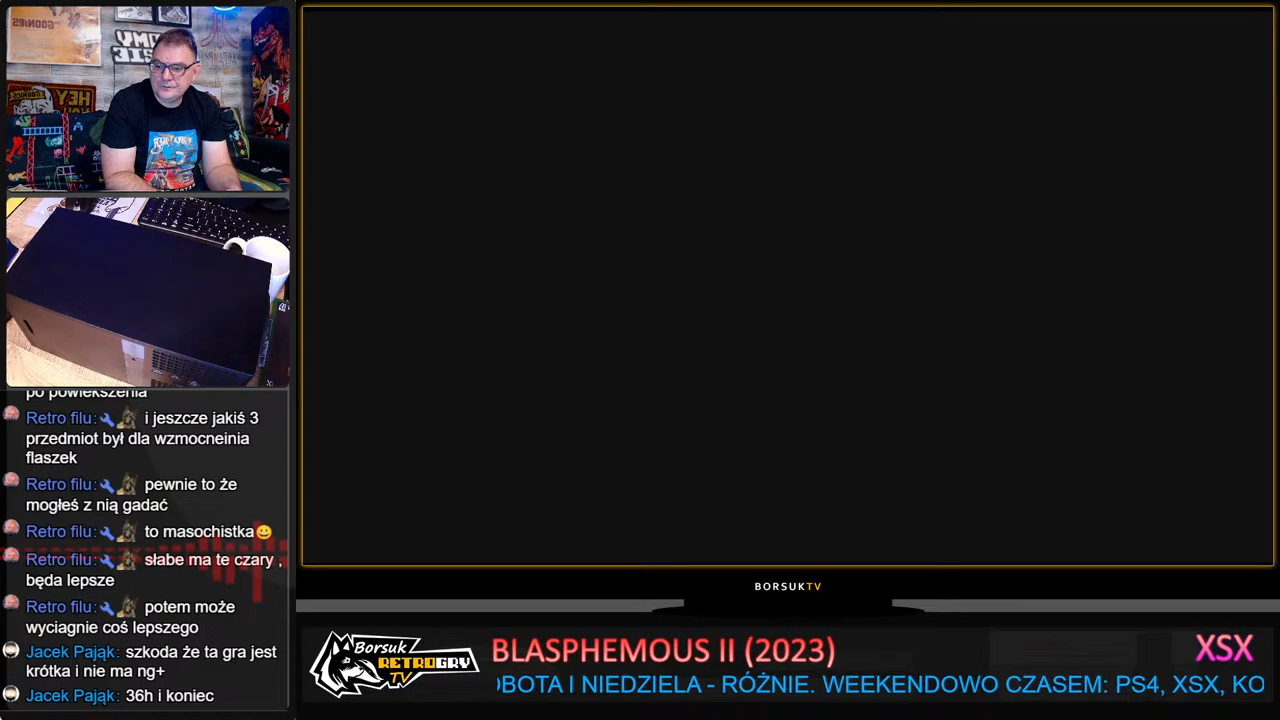 HEY
po powiększenia
Retro filu: i jeszcze jakiś 3
przedmiot był dla wzmocneinia
flaszek
Retro filu: pewnie to że
mogłeś z nią gadać
Retro filu: to masochistka😀
Retro filu: słabe ma te czary ,
będa lepsze
Retro filu: potem może
wyciagnie coś lepszego
Jacek Pająk: szkoda że ta gra jest
krótka i nie ma ng+
Jacek Pająk: 36h i koniec
BORSUKTV
Borsuk
RETROGRY
TV
BLASPHEMOUS II (2023)
XSX
OBOTA I NIEDZIELA - RÓŻNIE. WEEKENDOWO CZASEM: PS4, XSX, KO